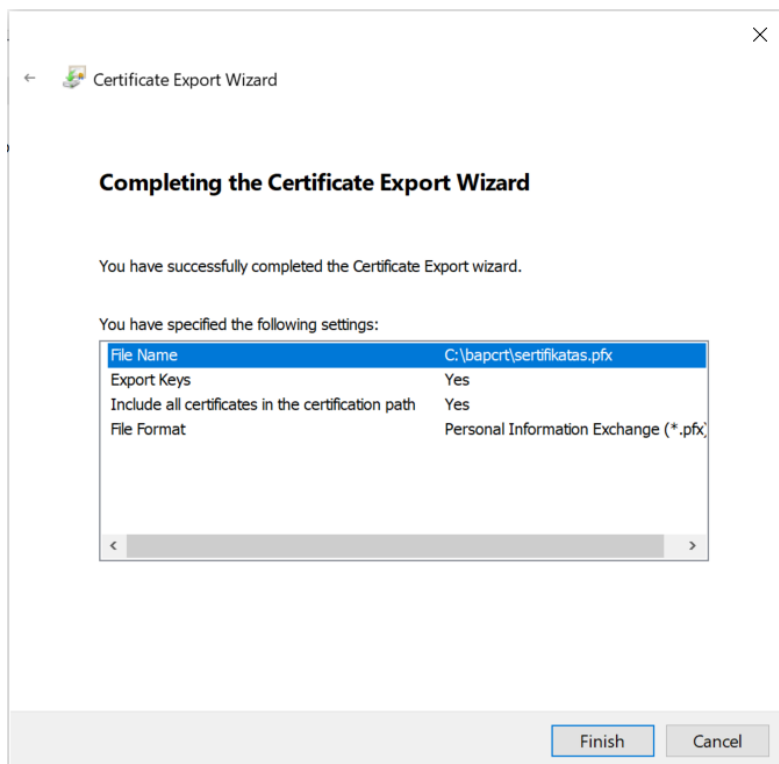 Certificate Export Wizard
Completing the Certificate Export Wizard
You have successfully completed the Certificate Export wizard.
You have specified the following settings:
File Name C:\bapcrt\sertifikatas.pfx
Export Keys Yes
Include all certificates in the certification path Yes
File Format Personal Information Exchange (*.pfx)
Finish Cancel